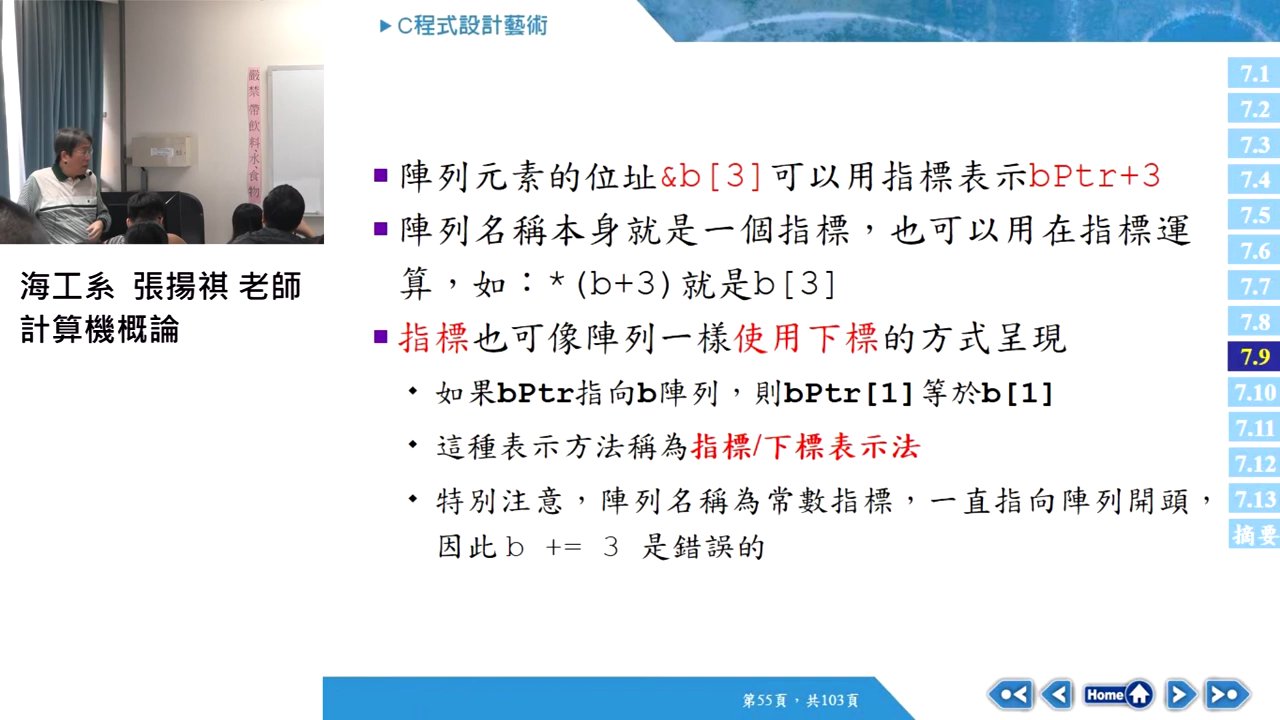 C程式設計藝術
嚴禁帶飲料、水、食物
海工系 張揚祺 老師
計算機概論
陣列元素的位址&b[3]可以用指標表示bPtr+3
陣列名稱本身就是一個指標，也可以用在指標運
算，如：*(b+3)就是b[3]
指標也可像陣列一樣使用下標的方式呈現
如果bPtr指向b陣列，則bPtr[1]等於b[1]
這種表示方法稱為指標/下標表示法
特別注意，陣列名稱為常數指標，一直指向陣列開頭，
因此b += 3 是錯誤的
7.1
7.2
7.3
7.4
7.5
7.6
7.7
7.8
7.9
7.10
7.11
7.12
7.13
摘要
第55頁，共103頁
Home